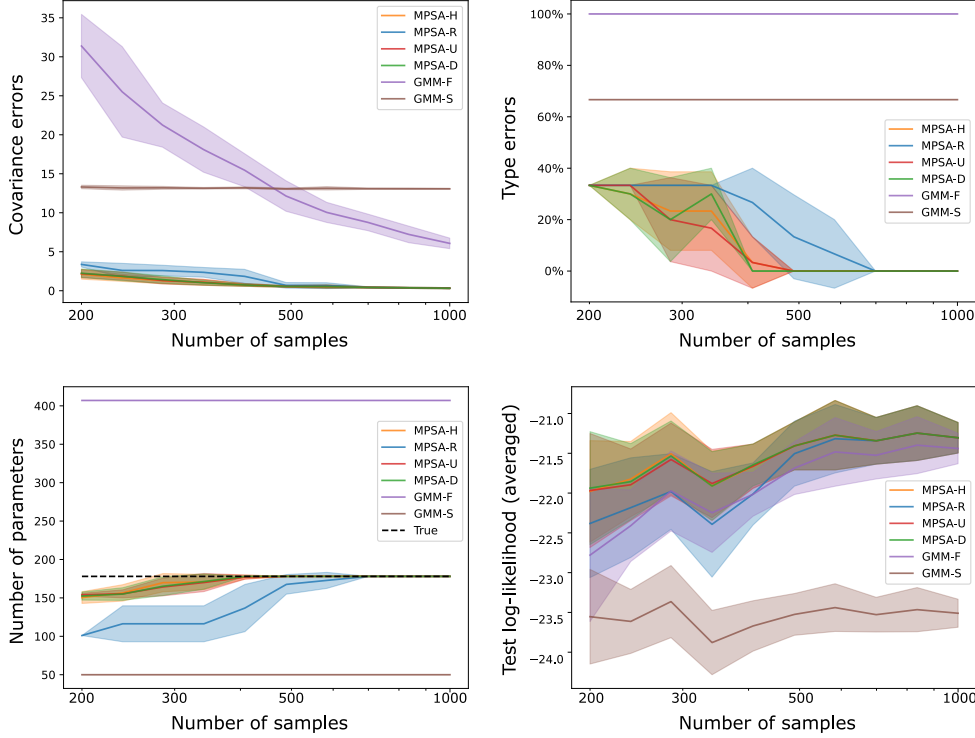 35
30
25
20
15
10
5
0
Covariance errors
MPSA-H
MPSA-R
MPSA-U
MPSA-D
GMM-F
GMM-S
200
300
500
1000
Number of samples
100%
80%
60%
40%
20%
0%
Type errors
MPSA-H
MPSA-R
MPSA-U
MPSA-D
GMM-F
GMM-S
200
300
500
1000
Number of samples
400
350
300
250
200
150
100
50
Number of parameters
MPSA-H
MPSA-R
MPSA-U
MPSA-D
GMM-F
GMM-S
True
200
300
500
1000
Number of samples
−21.0
−21.5
−22.0
−22.5
−23.0
−23.5
−24.0
Test log-likelihood (averaged)
MPSA-H
MPSA-R
MPSA-U
MPSA-D
GMM-F
GMM-S
200
300
500
1000
Number of samples